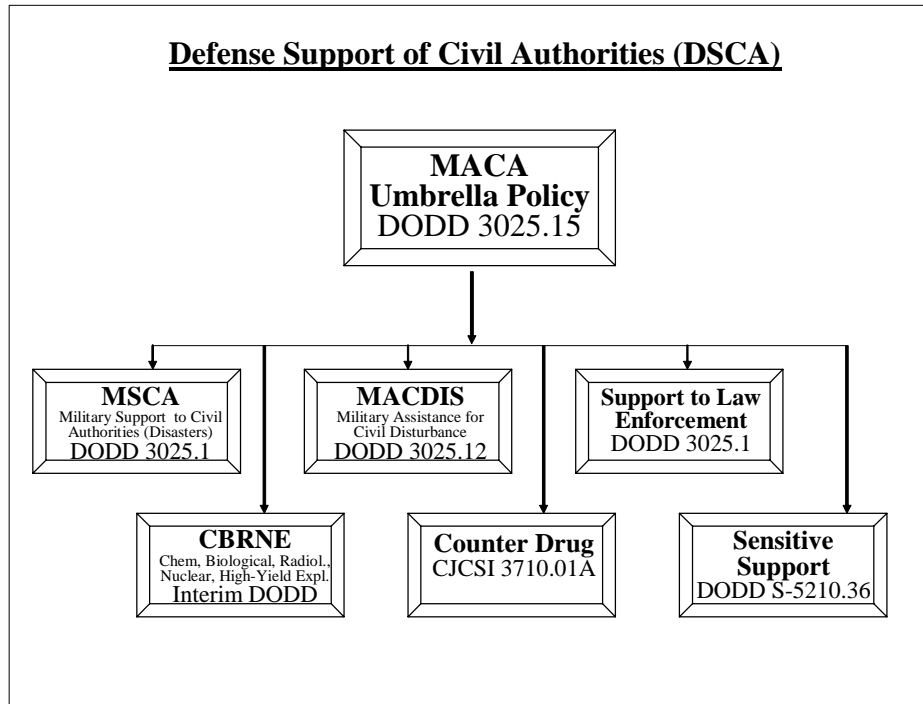 Defense Support of Civil Authorities (DSCA)
MACA
Umbrella Policy
DODD 3025.15
MSCA
Military Support to Civil
Authorities (Disasters)
DODD 3025.1
MACDIS
Military Assistance for
Civil Disturbance
DODD 3025.12
Support to Law
Enforcement
DODD 3025.1
CBRNE
Chem, Biological, Radiol.,
Nuclear, High-Yield Expl.
Interim DODD
Counter Drug
CJCSI 3710.01A
Sensitive
Support
DODD S-5210.36